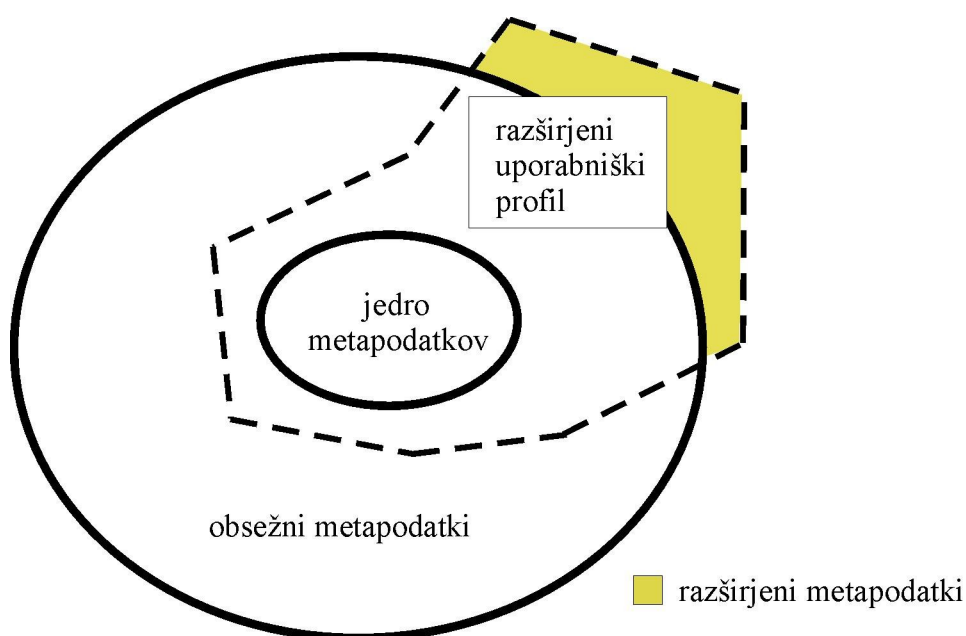 razširjeni
uporabniški
profil
jedro
metapodatkov
obsežni metapodatki
razširjeni metapodatki